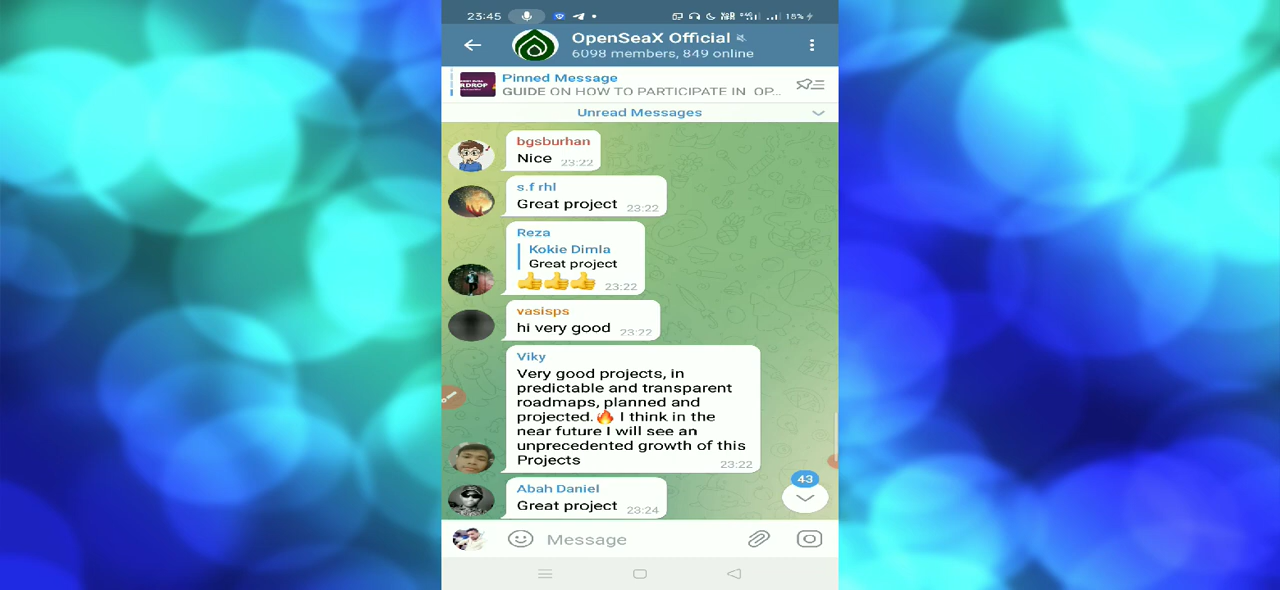 23:45
18%
OpenSeaX Official
6098 members, 849 online
Pinned Message
GUIDE ON HOW TO PARTICIPATE IN OP...
Unread Messages
bgsburhan
Nice 23:22
s.f rhl
Great project 23:22
Reza
Kokie Dimla
Great project
👍👍👍 23:22
vasisps
hi very good 23:22
Viky
Very good projects, in
predictable and transparent
roadmaps, planned and
projected.🔥 I think in the
near future I will see an
unprecedented growth of this
Projects 23:22
43
Abah Daniel
Great project 23:24
Message